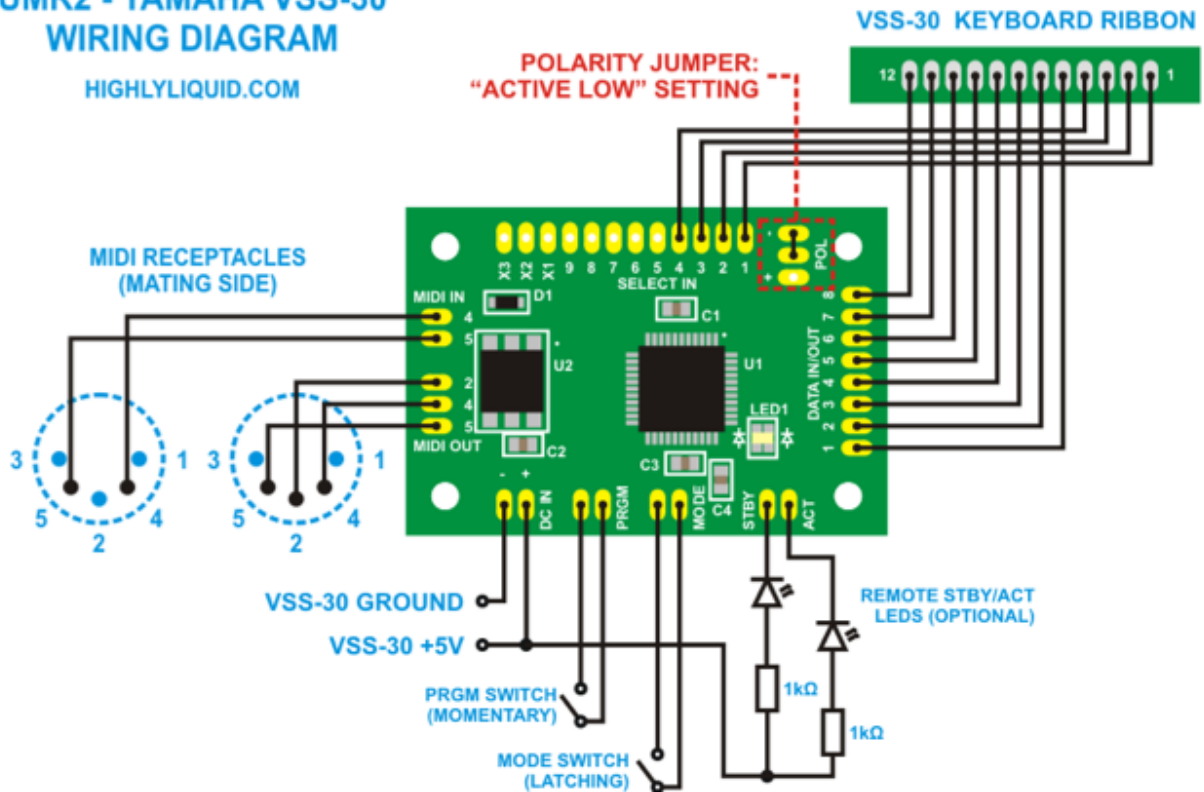 UMR2 - YAMAHA VSS-30
WIRING DIAGRAM
HIGHLYLIQUID.COM
VSS-30 KEYBOARD RIBBON
12
1
POLARITY JUMPER:
"ACTIVE LOW" SETTING
MIDI RECEPTACLES
(MATING SIDE)
X3 X2 X1 9 8 7 6 5 4 3 2 1
SELECT IN
- +
POL
MIDI IN
4
5
2
4
5
MIDI OUT
D1
U2
C2
C1
U1
LED1
C3
C4
8
7
6
5
4
3
2
1
DATA IN/OUT
3 1
5 4
2
3 1
5 4
2
- +
DC IN
PRGM
MODE
STBY
ACT
VSS-30 GROUND
VSS-30 +5V
PRGM SWITCH
(MOMENTARY)
MODE SWITCH
(LATCHING)
REMOTE STBY/ACT
LEDS (OPTIONAL)
1kΩ
1kΩ